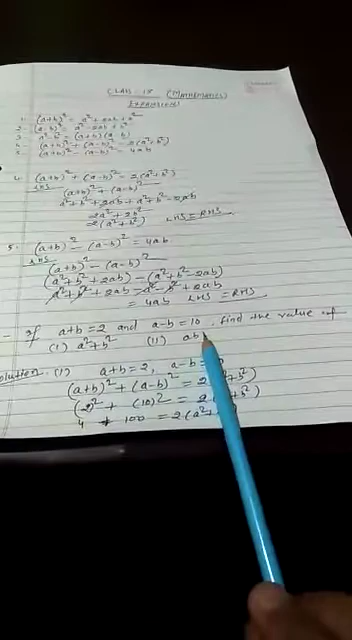 CLASS - IX (MATHEMATICS)
EXPANSIONS
1. (a+b)² = a² + 2ab + b²
2. (a-b)² = a² - 2ab + b²
3. a² - b² = (a+b) (a-b)
4. (a+b)² + (a-b)² = 2(a²+b²)
5. (a+b)² - (a-b)² = 4ab
4. (a+b)² + (a-b)² = 2(a²+b²)
LHS (a+b)² + (a-b)²
a² + b² + 2ab + a² + b² - 2ab
2a² + 2b²
2(a²+b²) LHS = RHS
5. (a+b)² - (a-b)² = 4ab
LHS (a+b)² - (a-b)²
(a²+b²+2ab) - (a²+b²-2ab)
a²+b²+2ab - a² - b² + 2ab
= 4ab LHS = RHS
- If a+b = 2 and a-b = 10, find the value of
(i) a²+b² (ii) ab
olution - (i) a+b = 2, a-b =
(a+b)² + (a-b)² = 2 +b²)
(2)² + (10)² = 2 +b²)
4 + 100 = 2(a²+